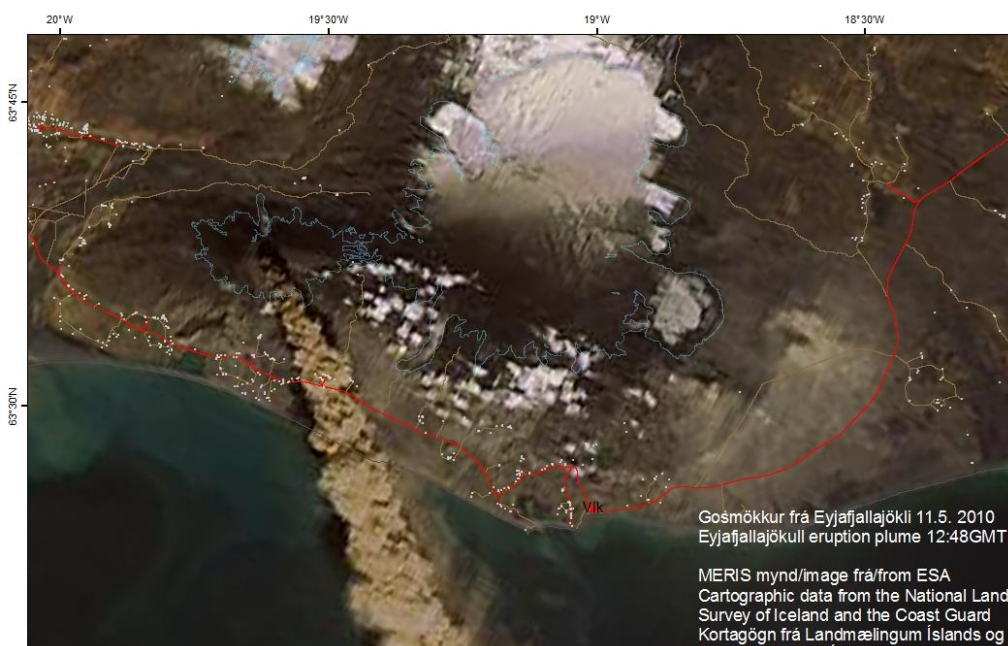 20°W 19°30'W 19°W 18°30'W
63°45'N
63°30'N
Vík
Gosmökkur frá Eyjafjallajökli 11.5. 2010
Eyjafjallajökull eruption plume 12:48GMT
MERIS mynd/image frá/from ESA
Cartographic data from the National Land
Survey of Iceland and the Coast Guard
Kortagögn frá Landmælingum Íslands og